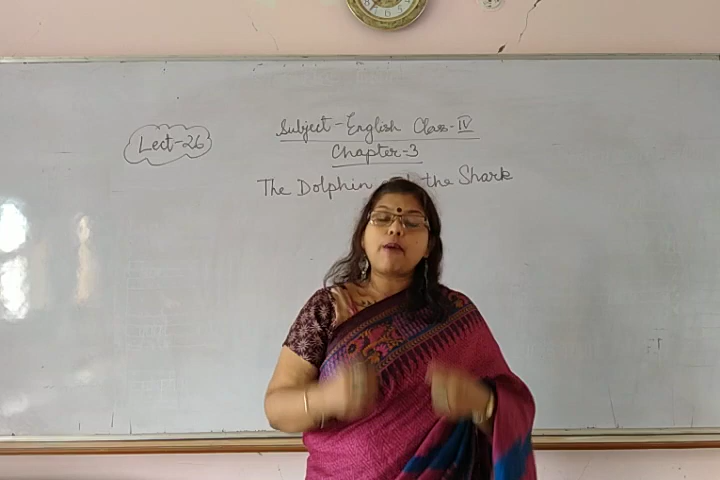 Lect-26
Subject-English Class-IV
Chapter-3
The Dolphin the Shark